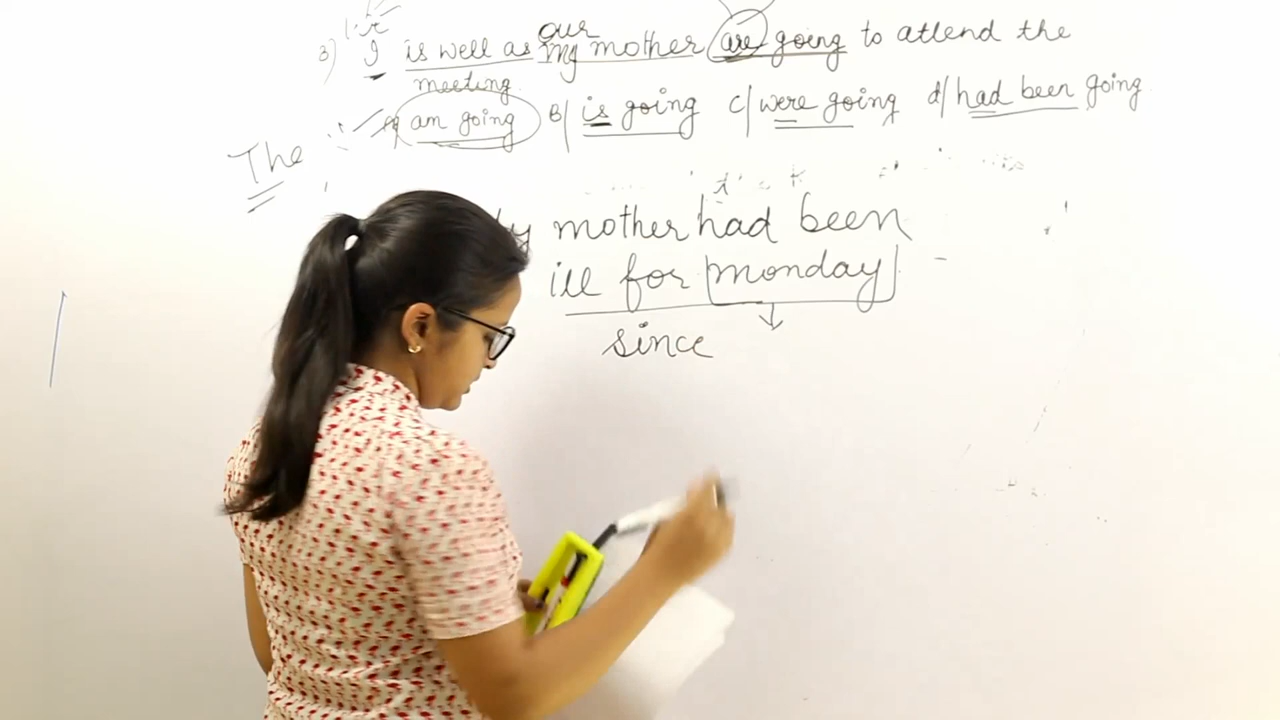 our
B) I is well as my mother are going to attend the
meeting.
am going B| is going C| were going d| had been going
The
mother had been
ill for monday
since